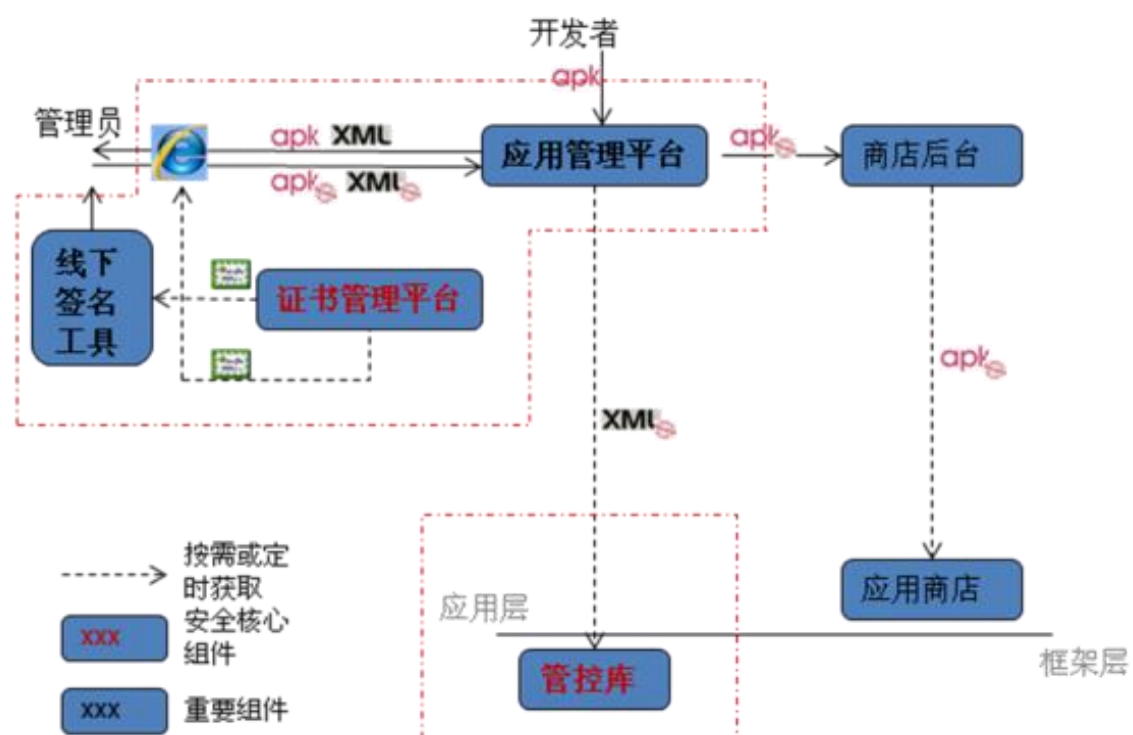 开发者
apk
管理员
apk XML
应用管理平台
apk
商店后台
apk XML
线下
签名
工具
证书管理平台
apk
XML
按需或定
时获取
应用层
应用商店
安全核心
组件
xxx
框架层
管控库
xxx
重要组件